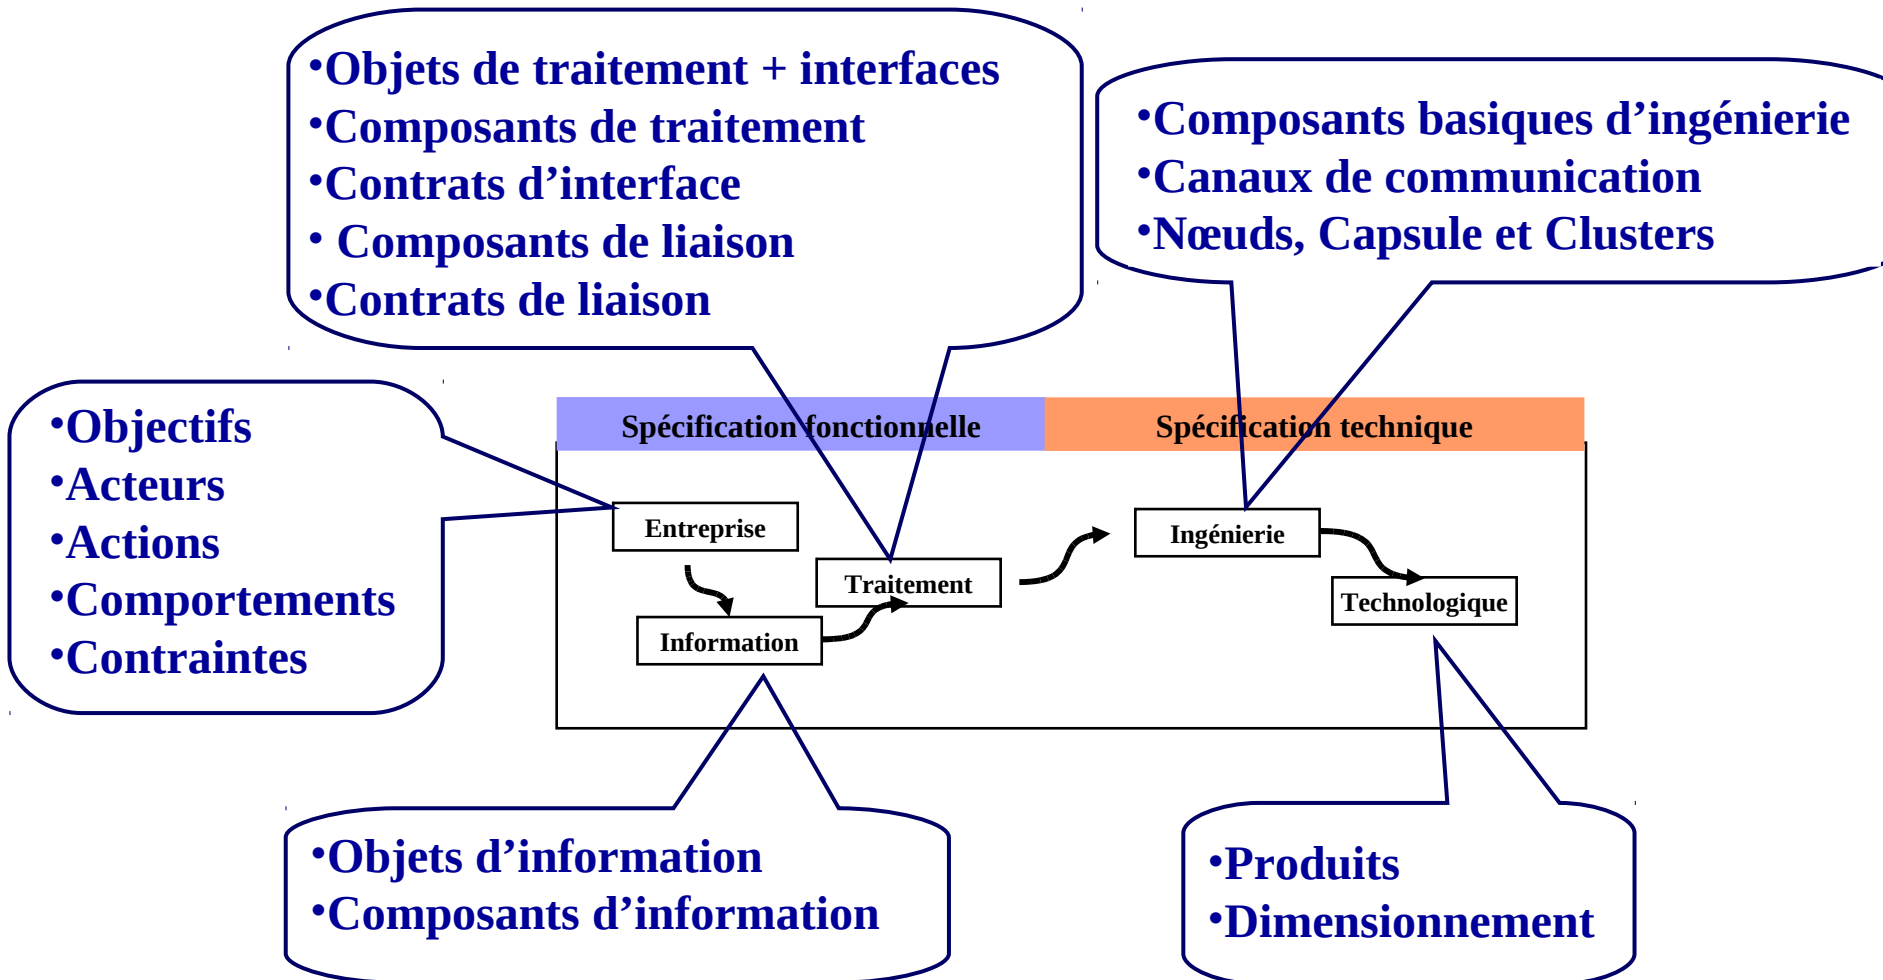 •Objets de traitement + interfaces
•Composants de traitement
•Contrats d’interface
• Composants de liaison
•Contrats de liaison
•Composants basiques d’ingénierie
•Canaux de communication
•Nœuds, Capsule et Clusters
•Objectifs
•Acteurs
•Actions
•Comportements
•Contraintes
Spécification fonctionnelle
Spécification technique
Entreprise
Traitement
Information
Ingénierie
Technologique
•Objets d’information
•Composants d’information
•Produits
•Dimensionnement